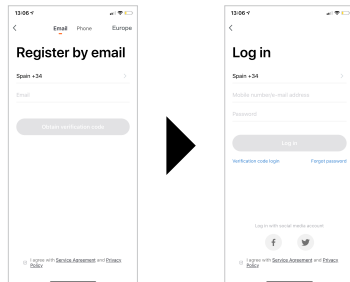 13:06
Email Phone Europe
Register by email
Spain +34
Email
Obtain verification code
I agree with Service Agreement and Privacy
Policy
13:06
Log in
Spain +34
Mobile number/e-mail address
Password
Log in
Verification code login Forgot password
Log in with social media account
I agree with Service Agreement and Privacy
Policy